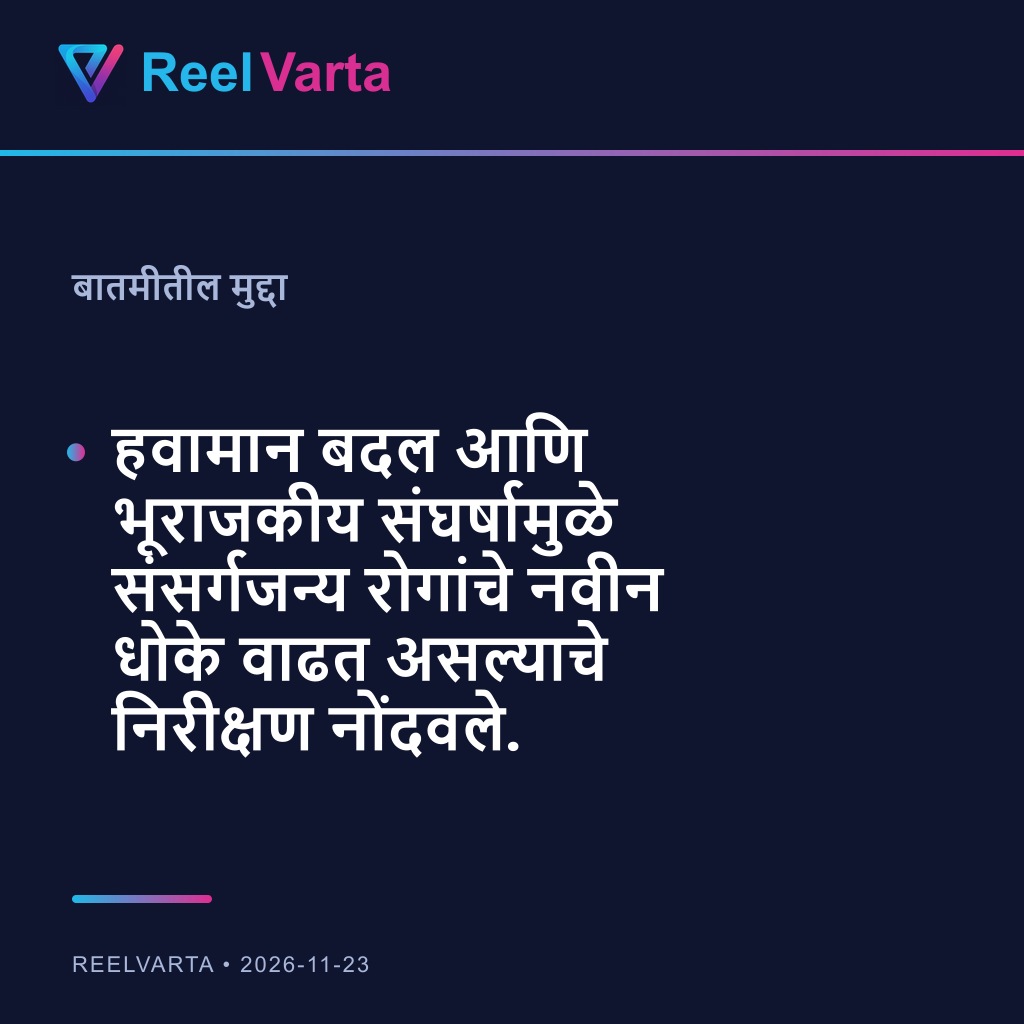 ReelVarta
बातमीतील मुद्दा
• हवामान बदल आणि
भूराजकीय संघर्षामुळे
संसर्गजन्य रोगांचे नवीन
धोके वाढत असल्याचे
निरीक्षण नोंदवले.
REELVARTA • 2026-11-23